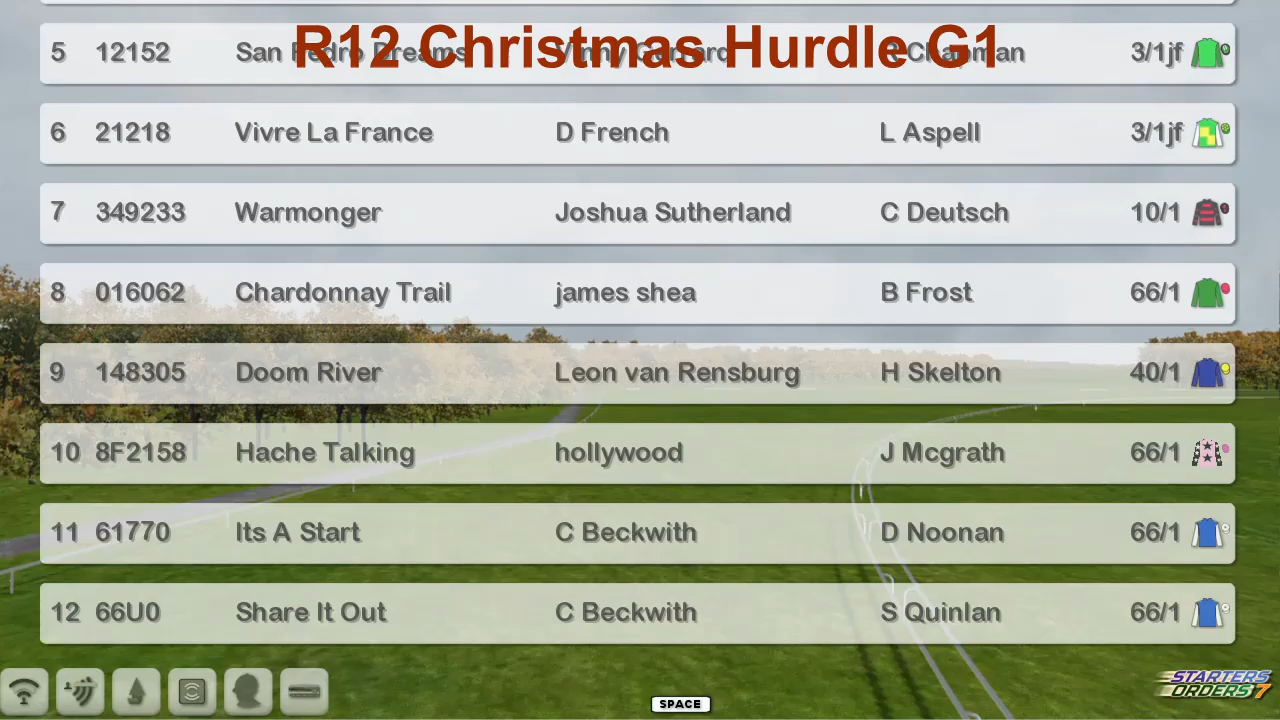 R12 Christmas Hurdle G1
5 12152 San Pedro Dreams Chapman 3/1jf
6 21218 Vivre La France D French L Aspell 3/1jf
7 349233 Warmonger Joshua Sutherland C Deutsch 10/1
8 016062 Chardonnay Trail james shea B Frost 66/1
9 148305 Doom River Leon van Rensburg H Skelton 40/1
10 8F2158 Hache Talking hollywood J Mcgrath 66/1
11 61770 Its A Start C Beckwith D Noonan 66/1
12 66U0 Share It Out C Beckwith S Quinlan 66/1
SPACE
STARTERS
ORDERS 7